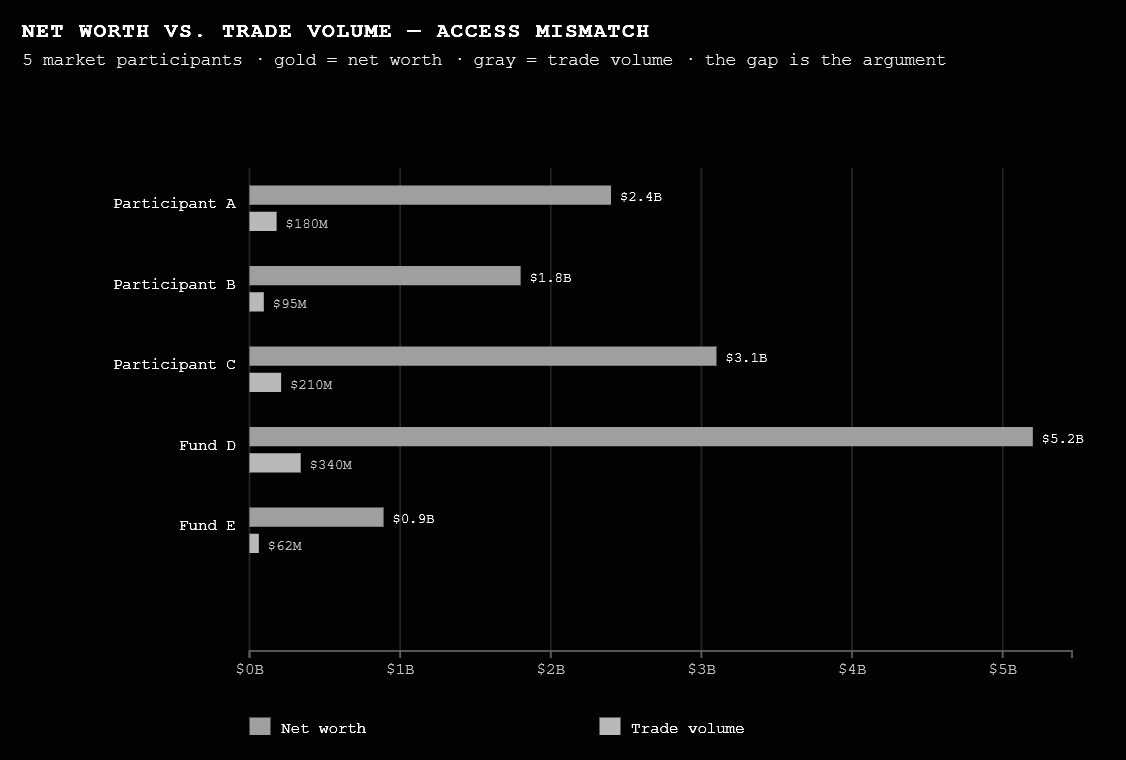 NET WORTH VS. TRADE VOLUME — ACCESS MISMATCH
5 market participants · gold = net worth · gray = trade volume · the gap is the argument
Participant A
$2.4B
$180M
Participant B
$1.8B
$95M
Participant C
$3.1B
$210M
Fund D
$5.2B
$340M
Fund E
$0.9B
$62M
$0B $1B $2B $3B $4B $5B
Net worth Trade volume